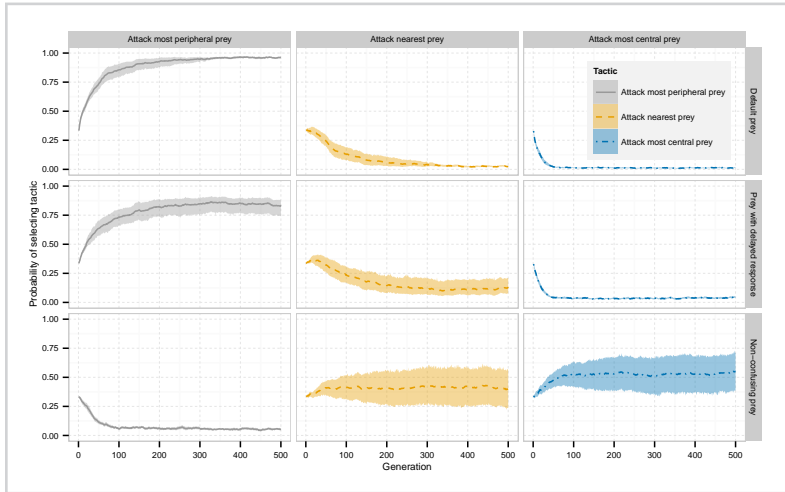 Attack most peripheral prey Attack nearest prey Attack most central prey
Probability of selecting tactic
1.00
0.75
0.50
0.25
0.00
Tactic
Attack most peripheral prey
Attack nearest prey
Attack most central prey
Default prey
1.00
0.75
0.50
0.25
0.00
Prey with delayed response
1.00
0.75
0.50
0.25
0.00
Non–confusing prey
0 100 200 300 400 500 0 100 200 300 400 500 0 100 200 300 400 500
Generation